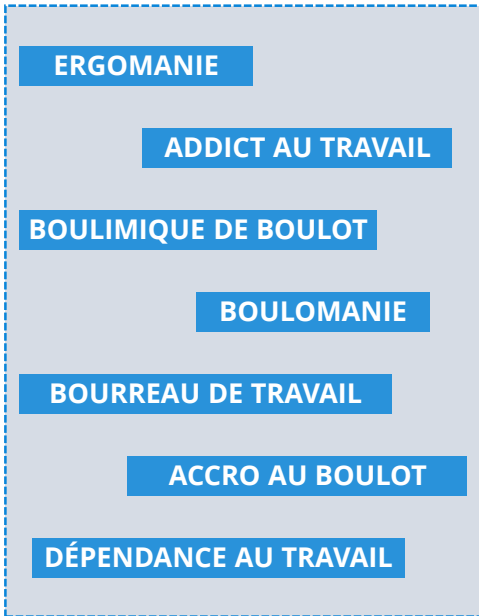 ERGOMANIE
ADDICT AU TRAVAIL
BOULIMIQUE DE BOULOT
BOULOMANIE
BOURREAU DE TRAVAIL
ACCRO AU BOULOT
DÉPENDANCE AU TRAVAIL